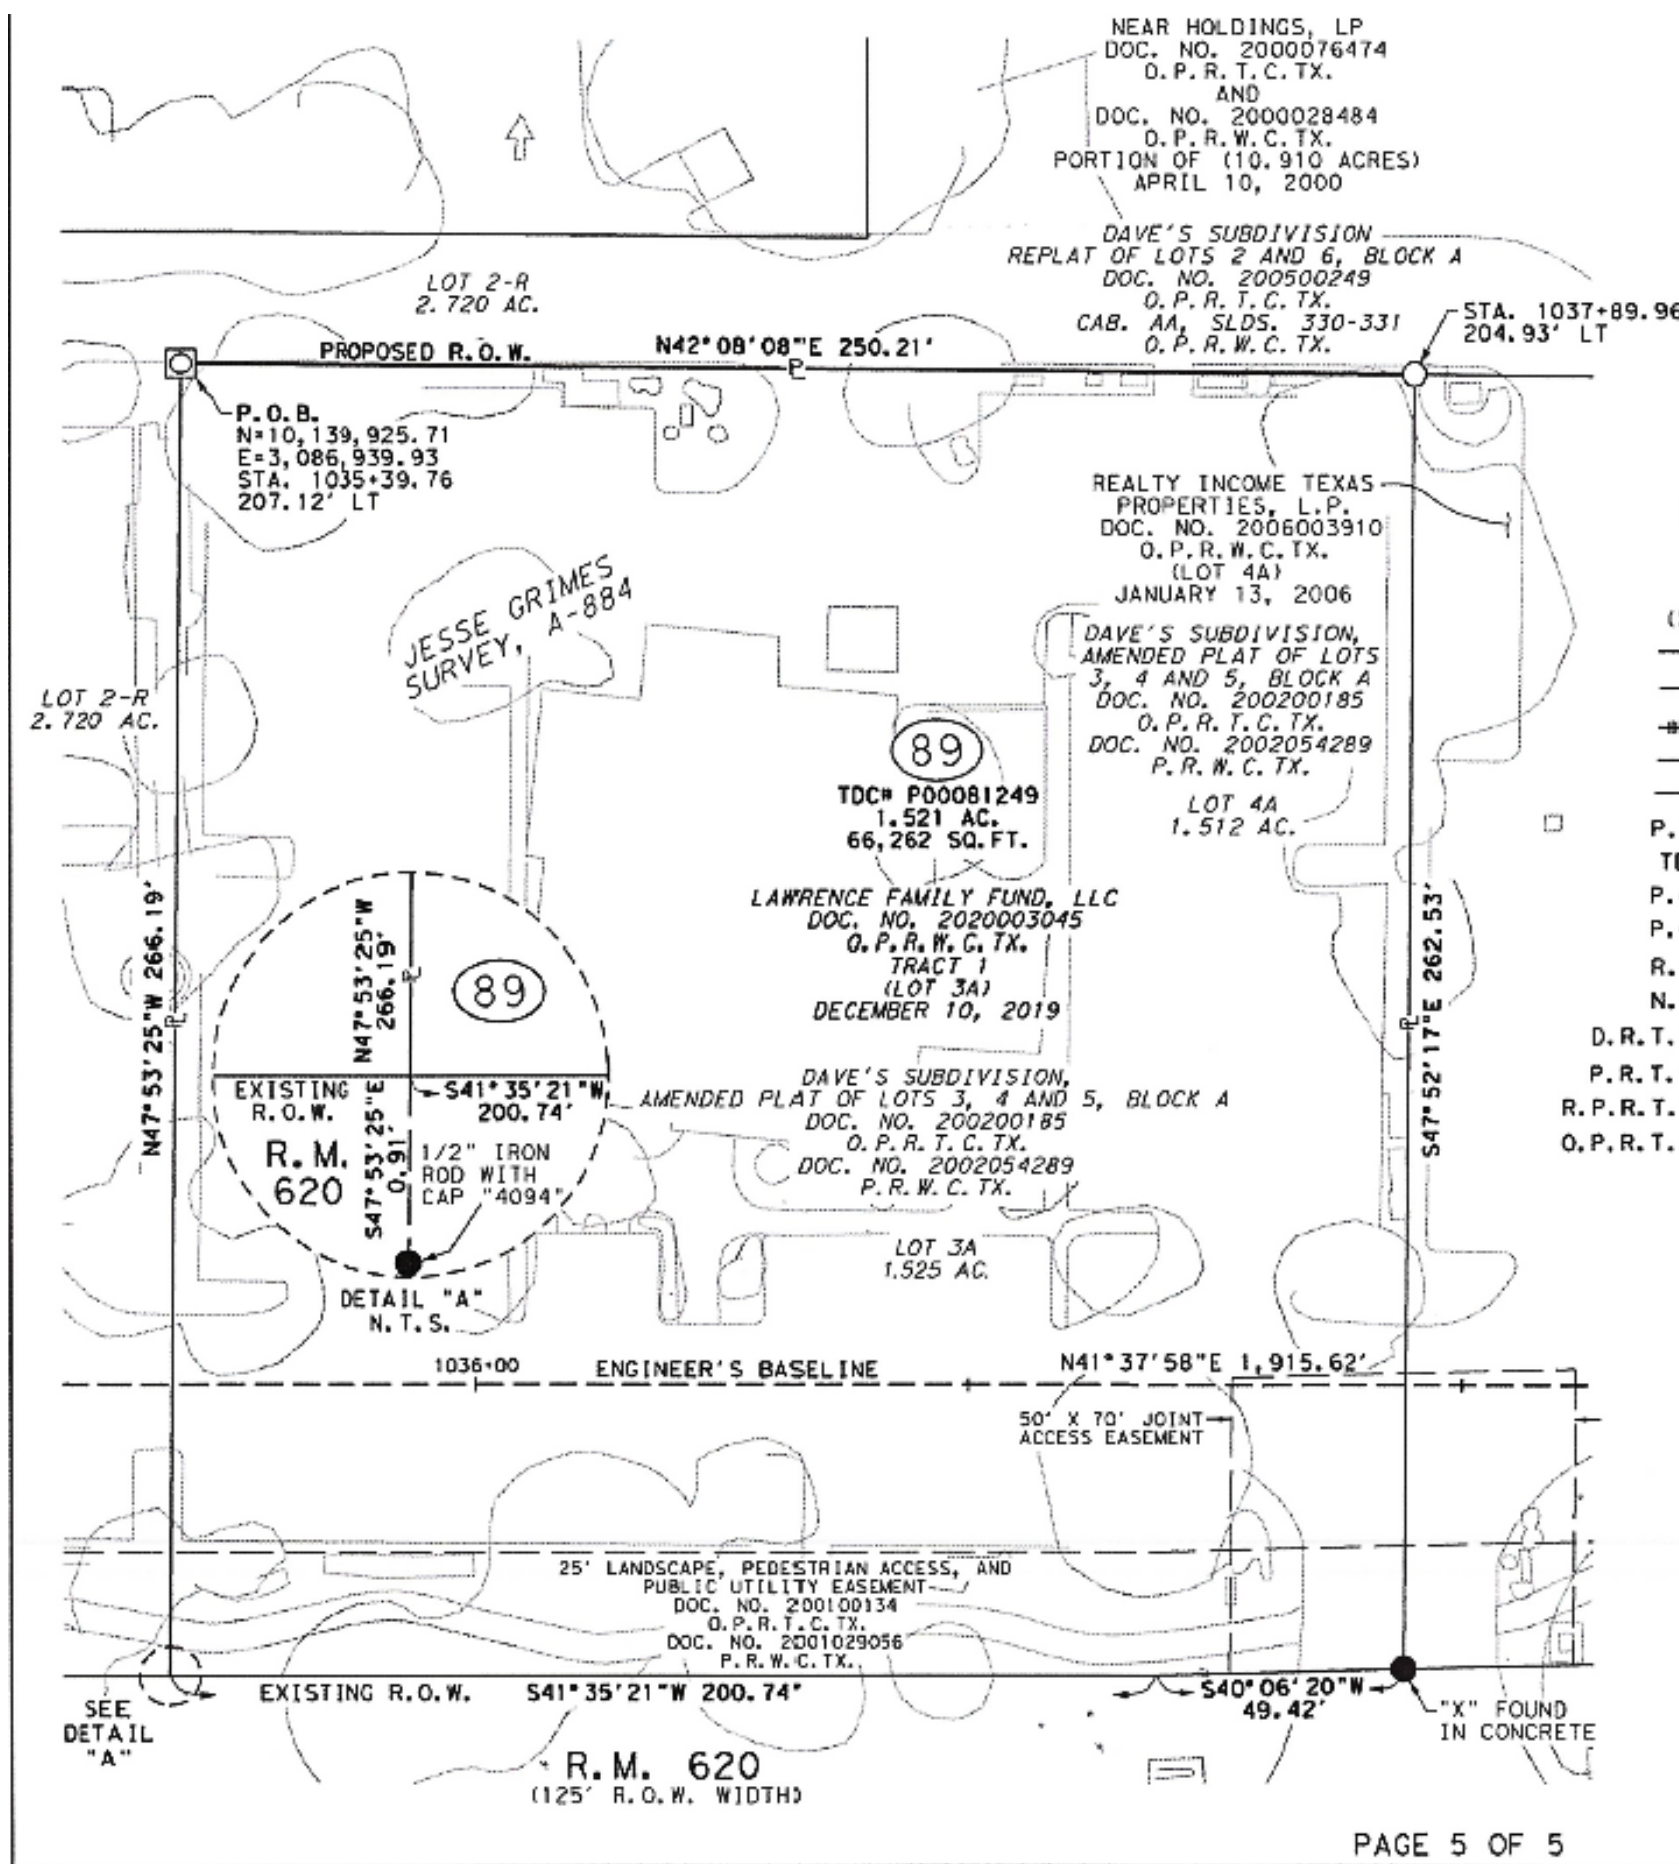 NEAR HOLDINGS, LP
DOC. NO. 2000076474
O.P.R.T.C.TX.
AND
DOC. NO. 2000028484
O.P.R.W.C.TX.
PORTION OF (10.910 ACRES)
APRIL 10, 2000
DAVE'S SUBDIVISION
REPLAT OF LOTS 2 AND 6, BLOCK A
DOC. NO. 200500249
O.P.R.T.C.TX.
CAB. AA, SLDS. 330-331
O.P.R.W.C.TX.
LOT 2-R
2.720 AC.
STA. 1037+89.96
204.93' LT
PROPOSED R.O.W.
N42°08'08"E 250.21'
PL
P.O.B.
N=10,139,925.71
E=3,086,939.93
STA. 1035+39.76
207.12' LT
REALTY INCOME TEXAS
PROPERTIES, L.P.
DOC. NO. 2006003910
O.P.R.W.C.TX.
(LOT 4A)
JANUARY 13, 2006
JESSE GRIMES
SURVEY, A-884
DAVE'S SUBDIVISION,
AMENDED PLAT OF LOTS
3, 4 AND 5, BLOCK A
DOC. NO. 200200185
O.P.R.T.C.TX.
DOC. NO. 2002054289
P.R.W.C.TX.
LOT 4A
1.512 AC.
LOT 2-R
2.720 AC.
89
TDC# P00081249
1.521 AC.
66,262 SQ.FT.
LAWRENCE FAMILY FUND, LLC
DOC. NO. 2020003045
O.P.R.W.C.TX.
TRACT 1
(LOT 3A)
DECEMBER 10, 2019
P.
P.
P.
R.
N.
D.R.T.
P.R.T.
R.P.R.T.
O.P.R.T.
N47°53'25"W 266.19'
PL
S47°52'17"E 262.53'
PL
N47°53'25"W
266.19'
PL
89
EXISTING
R.O.W.
S41°35'21"W
200.74'
R.M.
620
S47°53'25"E
0.91'
1/2" IRON
ROD WITH
CAP "4094"
DETAIL "A"
N.T.S.
DAVE'S SUBDIVISION,
AMENDED PLAT OF LOTS 3, 4 AND 5, BLOCK A
DOC. NO. 200200185
O.P.R.T.C.TX.
DOC. NO. 2002054289
P.R.W.C.TX.
LOT 3A
1.525 AC.
1036+00
ENGINEER'S BASELINE
N41°37'58"E 1,915.62'
50' X 70' JOINT
ACCESS EASEMENT
25' LANDSCAPE, PEDESTRIAN ACCESS, AND
PUBLIC UTILITY EASEMENT
DOC. NO. 200100134
O.P.R.T.C.TX.
DOC. NO. 2001029056
P.R.W.C.TX.
SEE
DETAIL
"A"
EXISTING R.O.W.
S41°35'21"W 200.74'
S40°06'20"W
49.42'
"X" FOUND
IN CONCRETE
R.M. 620
(125' R.O.W. WIDTH)
PAGE 5 OF 5